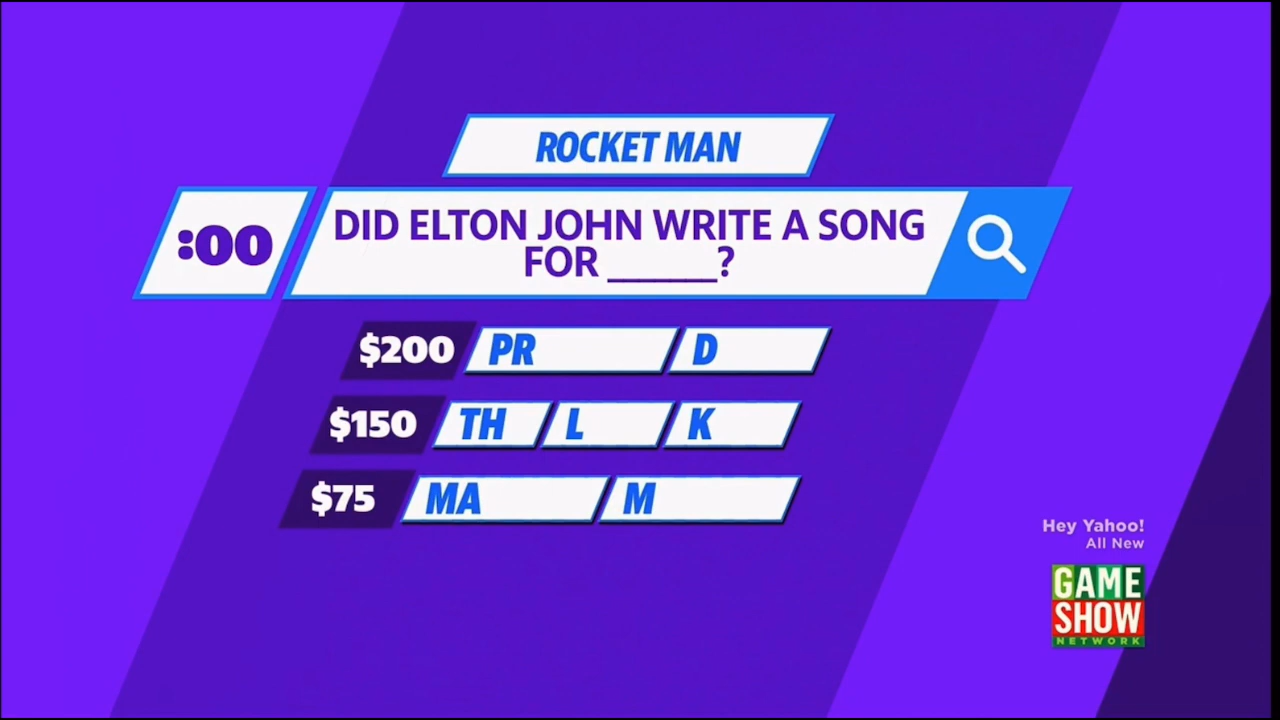 ROCKET MAN
:00
DID ELTON JOHN WRITE A SONG
FOR ______?
$200 PR D
$150 TH L K
$75 MA M
Hey Yahoo!
All New
GAME
SHOW
NETWORK